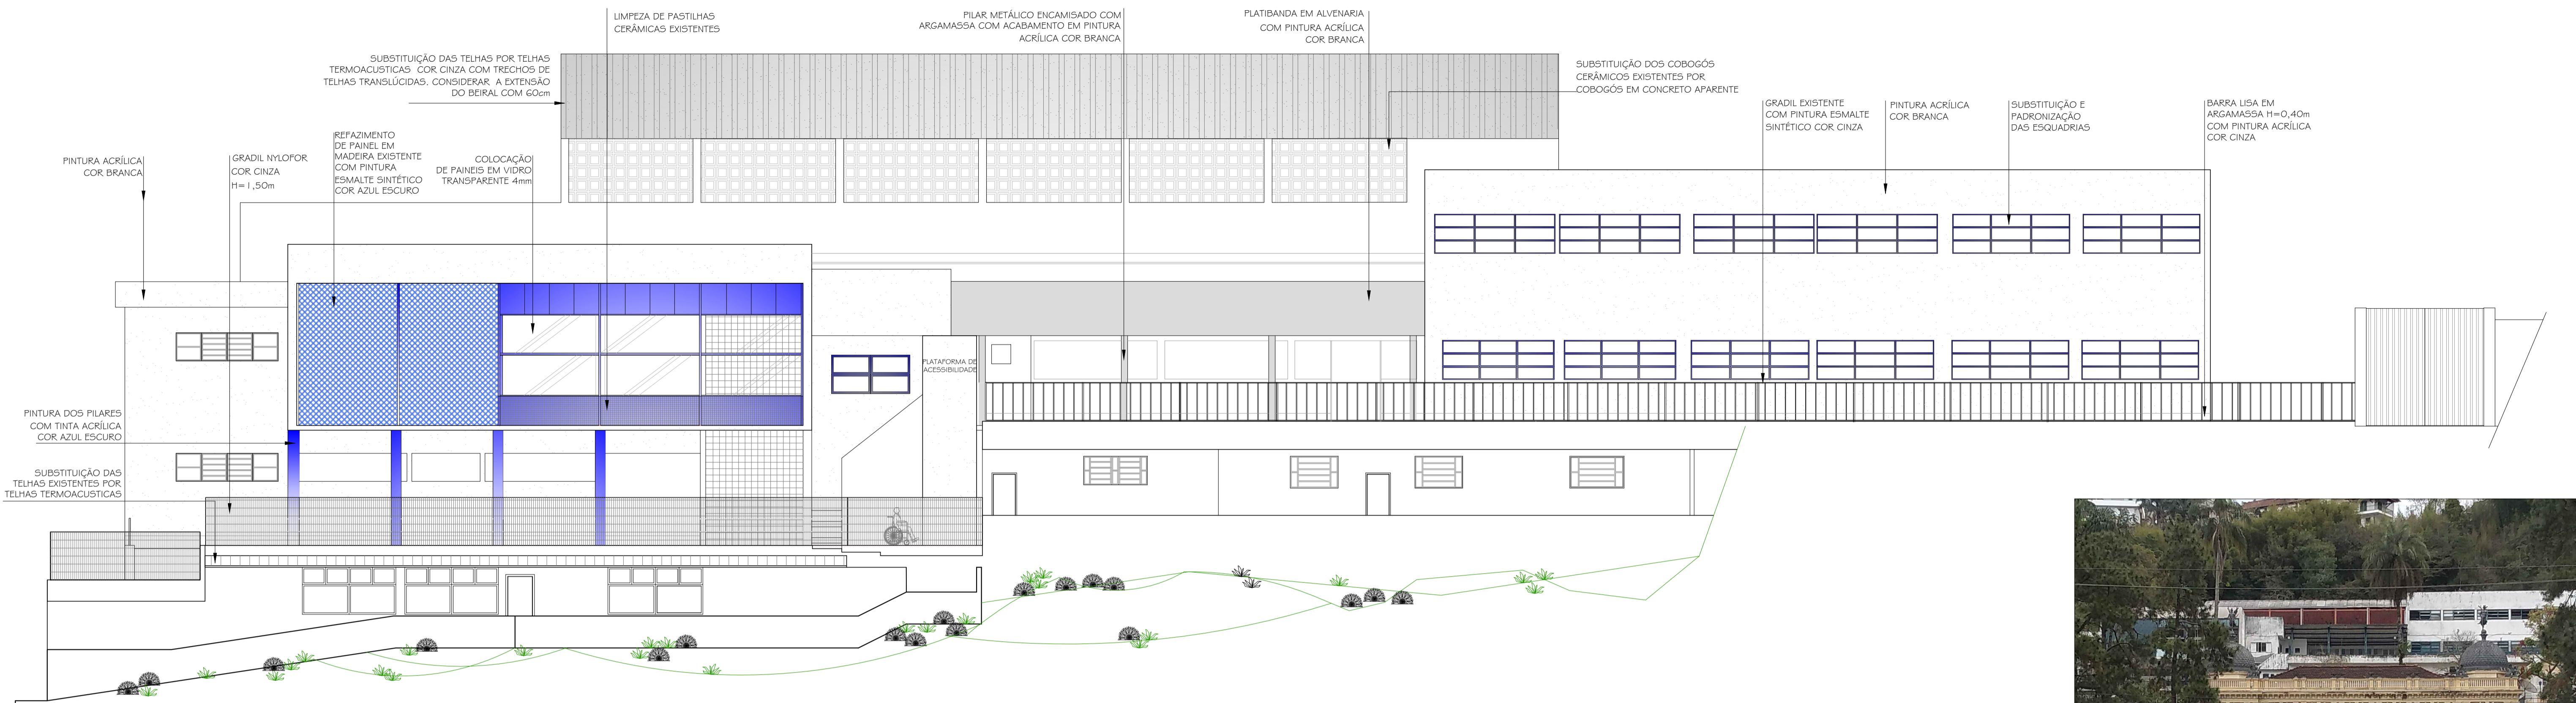 LIMPEZA DE PASTILHAS
CERÂMICAS EXISTENTES
PILAR METÁLICO ENCAMISADO COM
ARGAMASSA COM ACABAMENTO EM PINTURA
ACRÍLICA COR BRANCA
PLATIBANDA EM ALVENARIA
COM PINTURA ACRÍLICA
COR BRANCA
SUBSTITUIÇÃO DAS TELHAS POR TELHAS
TERMOACUSTICAS COR CINZA COM TRECHOS DE
TELHAS TRANSLÚCIDAS. CONSIDERAR A EXTENSÃO
DO BEIRAL COM 60cm
SUBSTITUIÇÃO DOS COBOGÓS
CERÂMICOS EXISTENTES POR
COBOGÓS EM CONCRETO APARENTE
GRADIL EXISTENTE
COM PINTURA ESMALTE
SINTÉTICO COR CINZA
PINTURA ACRÍLICA
COR BRANCA
SUBSTITUIÇÃO E
PADRONIZAÇÃO
DAS ESQUADRIAS
BARRA LISA EM
ARGAMASSA H=0,40m
COM PINTURA ACRÍLICA
COR CINZA
PINTURA ACRÍLICA
COR BRANCA
GRADIL NYLOFOR
COR CINZA
H=1,50m
REFAZIMENTO
DE PAINEL EM
MADEIRA EXISTENTE
COM PINTURA
ESMALTE SINTÉTICO
COR AZUL ESCURO
COLOCAÇÃO
DE PAINEIS EM VIDRO
TRANSPARENTE 4mm
PLATAFORMA DE
ACESSIBILIDADE
PINTURA DOS PILARES
COM TINTA ACRÍLICA
COR AZUL ESCURO
SUBSTITUIÇÃO DAS
TELHAS EXISTENTES POR
TELHAS TERMOACUSTICAS